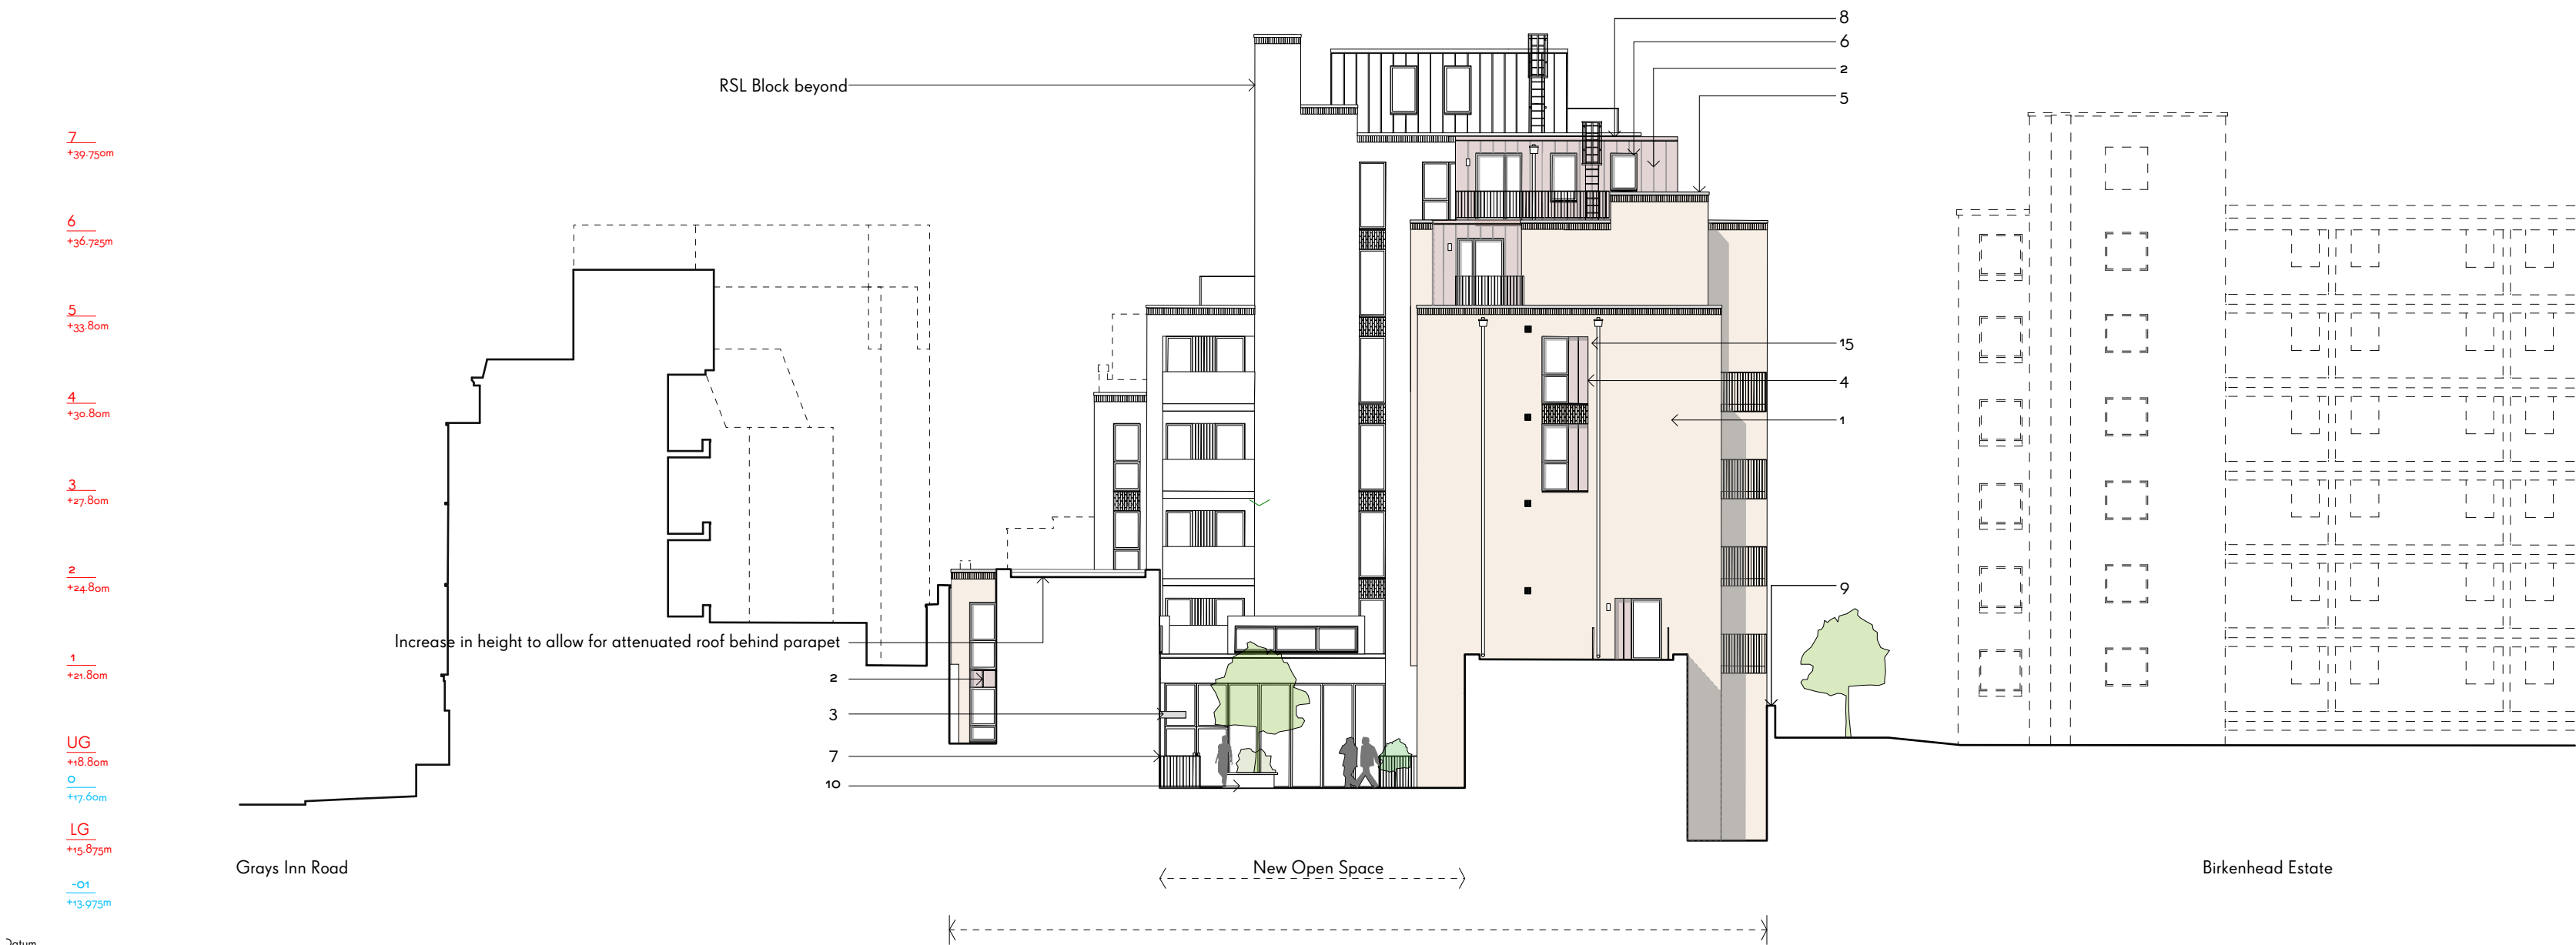 8
6
RSL Block beyond
2
5
7
+39.750m
6
+36.725m
5
+33.80m
15
4
4
+30.80m
1
3
+27.80m
2
+24.80m
9
Increase in height to allow for attenuated roof behind parapet
1
+21.80m
2
3
UG
+18.80m
7
0
+17.60m
10
LG
+15.875m
Grays Inn Road
New Open Space
Birkenhead Estate
-01
+13.975m